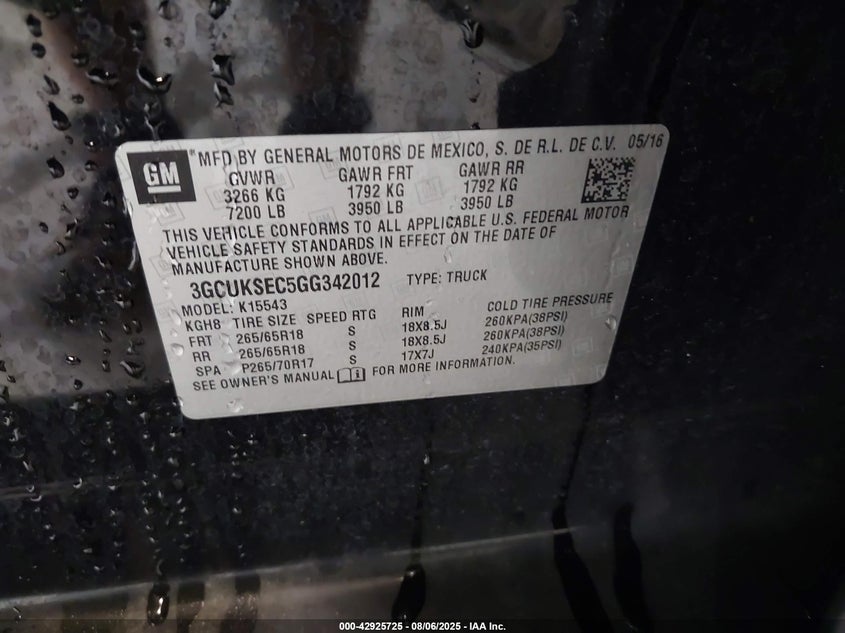 GM MFD BY GENERAL MOTORS DE MEXICO, S. DE R.L. DE C.V. 05/16
GVWR GAWR FRT GAWR RR
3266 KG 1792 KG 1792 KG
7200 LB 3950 LB 3950 LB
THIS VEHICLE CONFORMS TO ALL APPLICABLE U.S. FEDERAL MOTOR
VEHICLE SAFETY STANDARDS IN EFFECT ON THE DATE OF
MANUFACTURE SHOWN ABOVE.
3GCUKSEC5GG342012 TYPE: TRUCK
MODEL: K15543
KGH8 TIRE SIZE SPEED RTG RIM COLD TIRE PRESSURE
FRT 265/65R18 S 18X8.5J 260KPA(38PSI)
RR 265/65R18 S 18X8.5J 260KPA(38PSI)
SPA P265/70R17 S 17X7J 240KPA(35PSI)
SEE OWNER'S MANUAL FOR MORE INFORMATION.
000-42925725 - 08/06/2025 - IAA Inc.